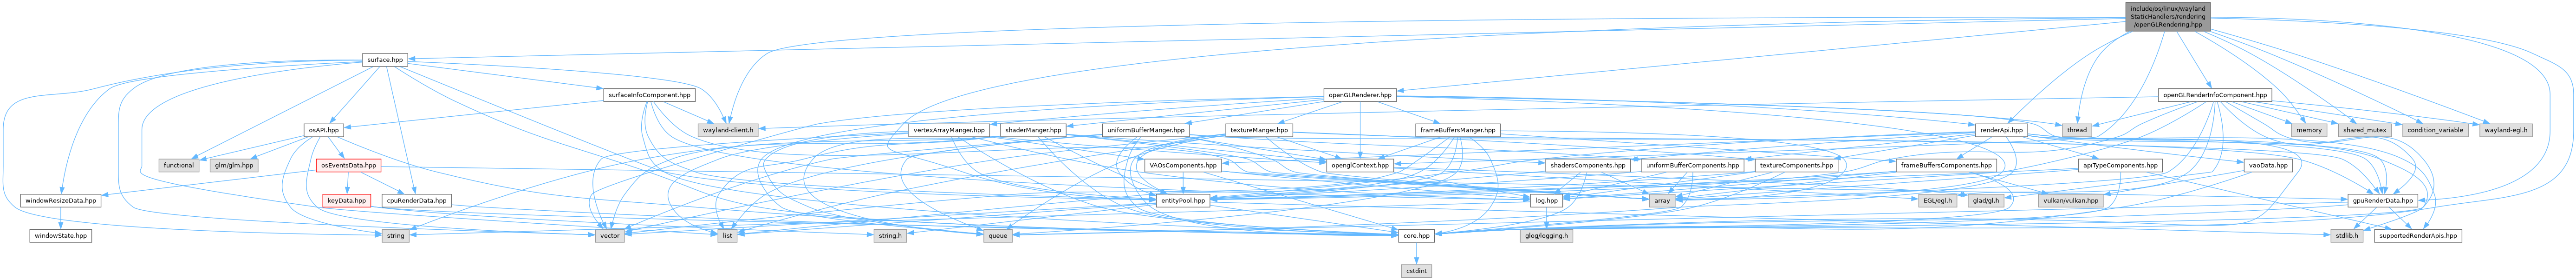 include/os/linux/wayland
StaticHandlers/rendering
/openGLRendering.hpp
surface.hpp
surfaceInfoComponent.hpp
openGLRenderer.hpp
openGLRenderInfoComponent.hpp
osAPI.hpp
wayland-client.h
vertexArrayManger.hpp
shaderManger.hpp
uniformBufferManger.hpp
textureManger.hpp
frameBuffersManger.hpp
renderApi.hpp
thread
memory
shared_mutex
condition_variable
wayland-egl.h
functional
glm/glm.hpp
osEventsData.hpp
VAOsComponents.hpp
openglContext.hpp
shadersComponents.hpp
uniformBufferComponents.hpp
textureComponents.hpp
frameBuffersComponents.hpp
apiTypeComponents.hpp
vaoData.hpp
windowResizeData.hpp
keyData.hpp
cpuRenderData.hpp
entityPool.hpp
log.hpp
array
EGL/egl.h
glad/gl.h
vulkan/vulkan.hpp
gpuRenderData.hpp
windowState.hpp
string
vector
list
string.h
queue
core.hpp
glog/logging.h
stdlib.h
supportedRenderApis.hpp
cstdint